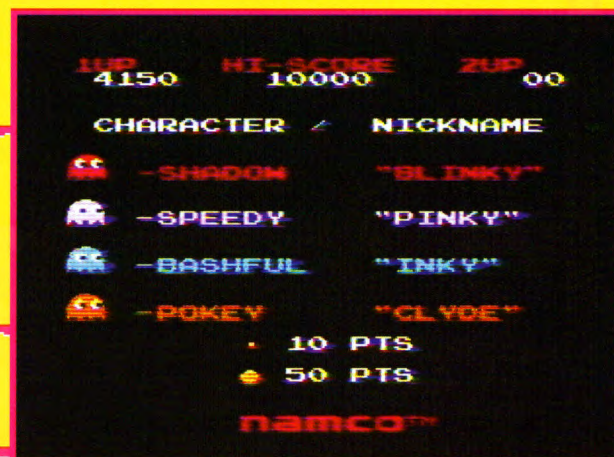 1UP HI-SCORE 2UP
4150 10000 00
CHARACTER / NICKNAME
-SHADOW "BLINKY"
-SPEEDY "PINKY"
-BASHFUL "INKY"
-POKEY "CLYDE"
10 PTS
50 PTS
namco™